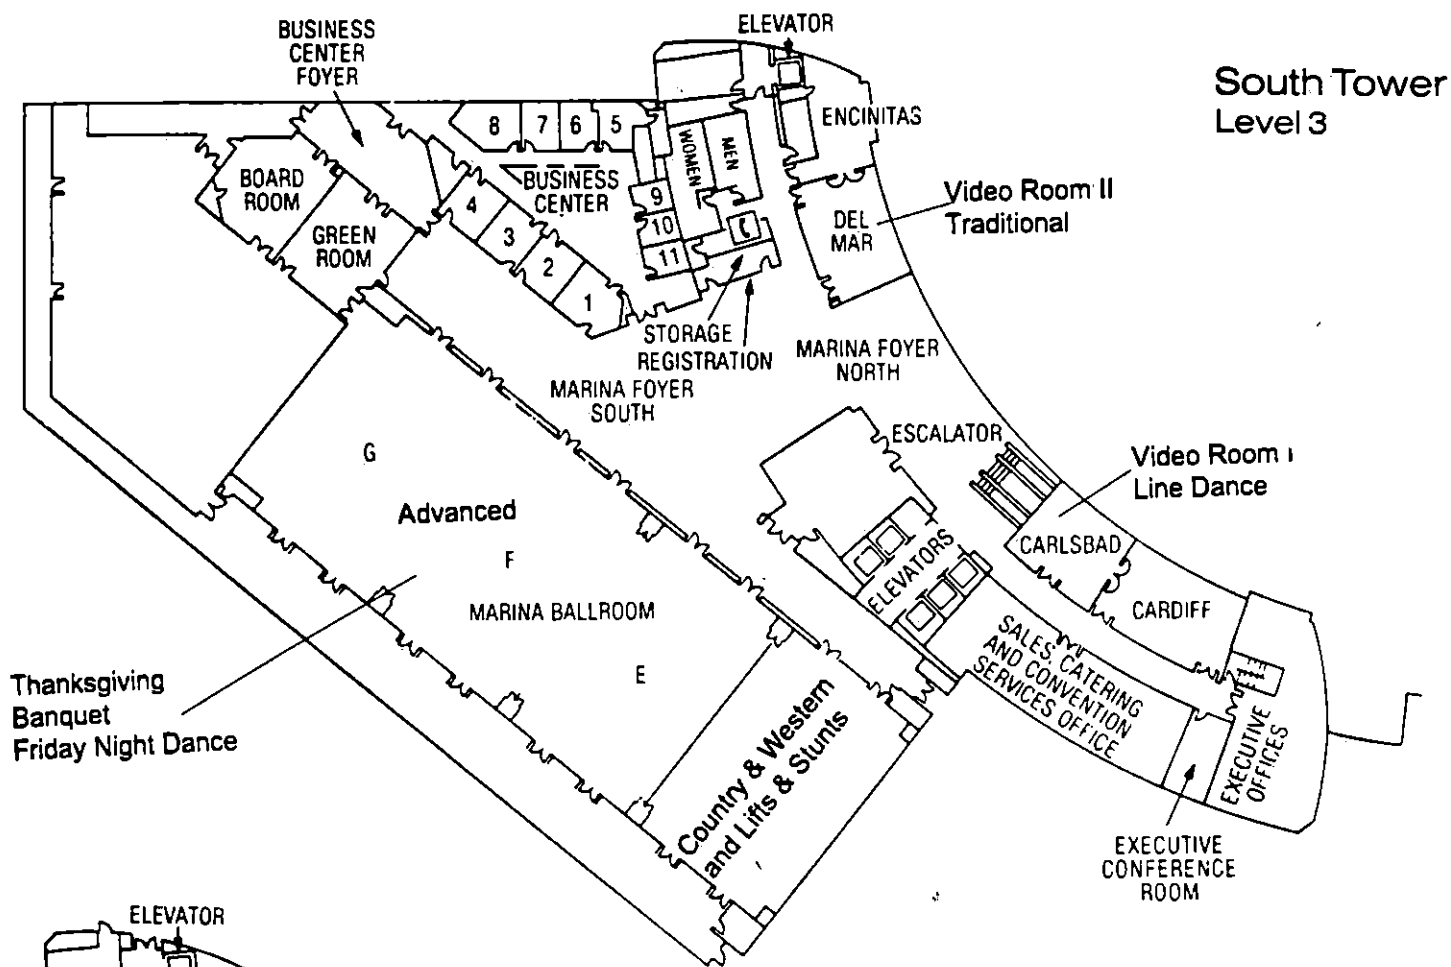 BUSINESS
CENTER
FOYER
ELEVATOR
South Tower
Level 3
8
7
6
5
ENCINITAS
WOMEN
MEN
BOARD
ROOM
BUSINESS
CENTER
4
9
Video Room II
Traditional
DEL
MAR
GREEN
ROOM
3
10
2
11
1
STORAGE
REGISTRATION
MARINA FOYER
NORTH
MARINA FOYER
SOUTH
ESCALATOR
G
Video Room I
Line Dance
Advanced
CARLSBAD
F
ELEVATORS
MARINA BALLROOM
CARDIFF
E
SALES, CATERING
AND CONVENTION
SERVICES OFFICE
Thanksgiving
Banquet
Friday Night Dance
Country & Western
and Lifts & Stunts
EXECUTIVE
OFFICES
EXECUTIVE
CONFERENCE
ROOM
ELEVATOR